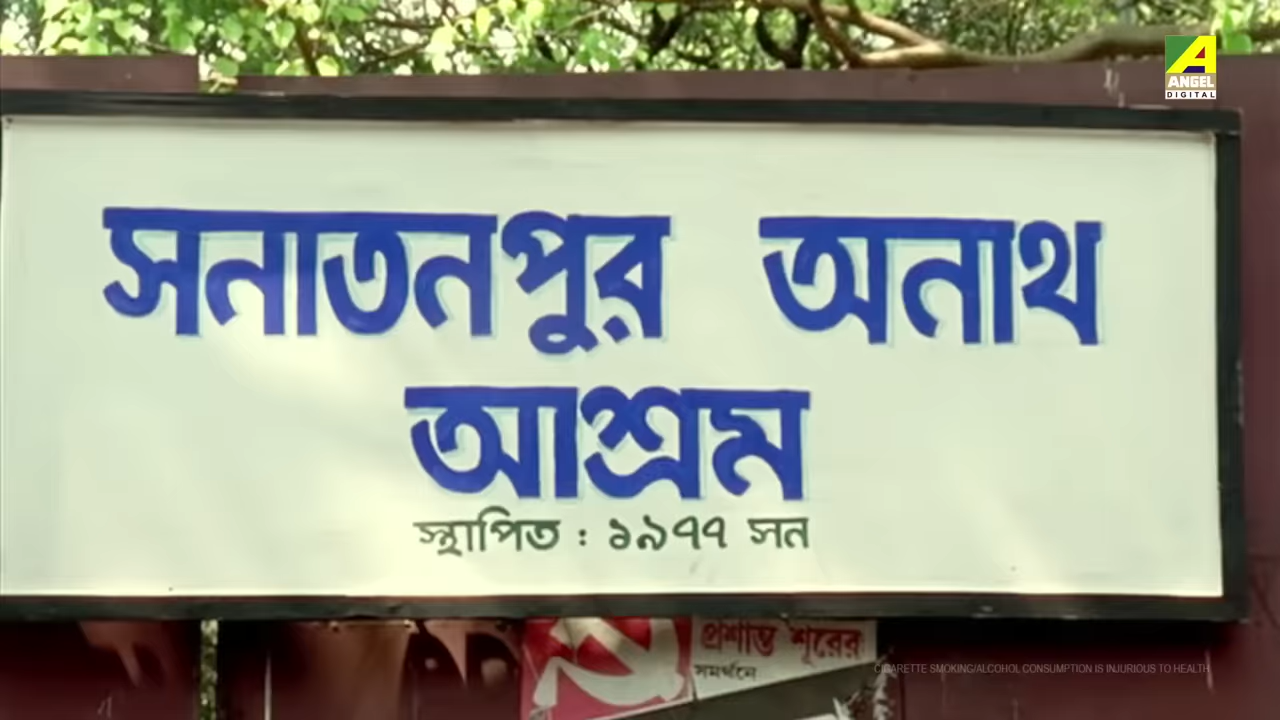 ANGEL
DIGITAL
সনাতনপুর অনাথ
আশ্রম
স্থাপিত : ১৯৭৭ সন
প্রশান্ত শূরের
সমর্থনে
CIGARETTE SMOKING/ALCOHOL CONSUMPTION IS INJURIOUS TO HEALTH